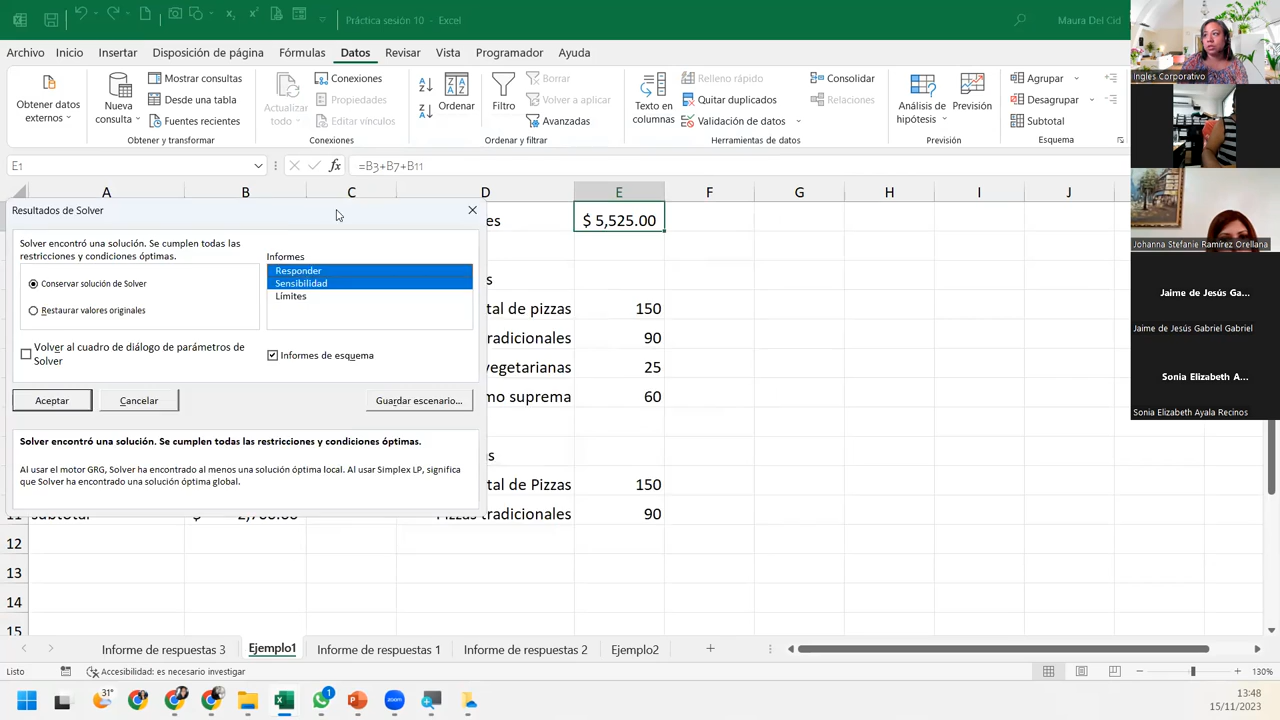 Práctica sesión 10 - Excel
Maura Del Cid
Archivo Inicio Insertar Disposición de página Fórmulas Datos Revisar Vista Programador Ayuda
Obtener datos externos
Nueva consulta
Mostrar consultas
Desde una tabla
Fuentes recientes
Obtener y transformar
Actualizar todo
Conexiones
Propiedades
Editar vínculos
Conexiones
Ordenar
Filtro
Borrar
Volver a aplicar
Avanzadas
Ordenar y filtrar
Texto en columnas
Relleno rápido
Quitar duplicados
Validación de datos
Consolidar
Relaciones
Herramientas de datos
Análisis de hipótesis
Previsión
Previsión
Agrupar
Desagrupar
Subtotal
Esquema
E1
fx =B3+B7+B11
A B C D E F G H I J
es $ 5,525.00
s
tal de pizzas 150
radicionales 90
vegetarianas 25
mo suprema 60
s
tal de Pizzas 150
90
12
13
14
15
Resultados de Solver
Solver encontró una solución. Se cumplen todas las
restricciones y condiciones óptimas.
Conservar solución de Solver
Restaurar valores originales
Informes
Responder
Sensibilidad
Límites
Volver al cuadro de diálogo de parámetros de
Solver
Informes de esquema
Aceptar
Cancelar
Guardar escenario...
Solver encontró una solución. Se cumplen todas las restricciones y condiciones óptimas.
Al usar el motor GRG, Solver ha encontrado al menos una solución óptima local. Al usar Simplex LP, significa
que Solver ha encontrado una solución óptima global.
Informe de respuestas 3 Ejemplo1 Informe de respuestas 1 Informe de respuestas 2 Ejemplo2
Listo
Accesibilidad: es necesario investigar
130%
31°
1
zoom
13:48
15/11/2023
Ingles Corporativo
Johanna Stefanie Ramírez Orellana
Jaime de Jesús Ga...
Jaime de Jesús Gabriel Gabriel
Sonia Elizabeth A...
Sonia Elizabeth Ayala Recinos